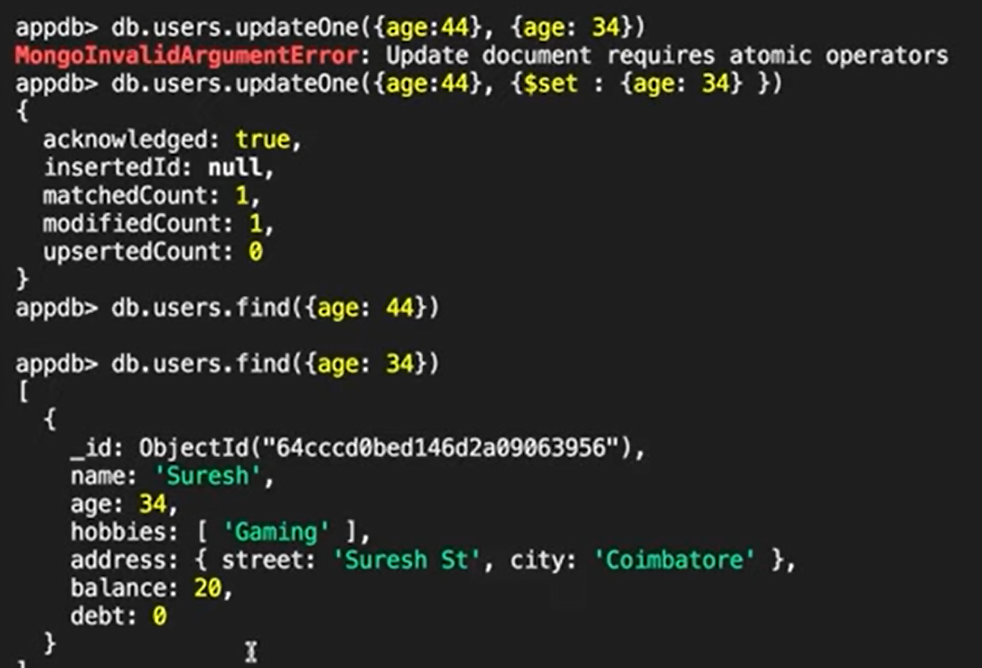 appdb> db.users.updateOne({age:44}, {age: 34})
MongoInvalidArgumentError: Update document requires atomic operators
appdb> db.users.updateOne({age:44}, {$set : {age: 34} })
{
  acknowledged: true,
  insertedId: null,
  matchedCount: 1,
  modifiedCount: 1,
  upsertedCount: 0
}
appdb> db.users.find({age: 44})

appdb> db.users.find({age: 34})
[
  {
    _id: ObjectId("64cccd0bed146d2a09063956"),
    name: 'Suresh',
    age: 34,
    hobbies: [ 'Gaming' ],
    address: { street: 'Suresh St', city: 'Coimbatore' },
    balance: 20,
    debt: 0
  }
]